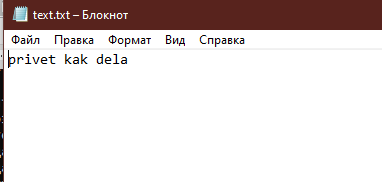 text.txt – Блокнот
Файл Правка Формат Вид Справка
privet kak dela